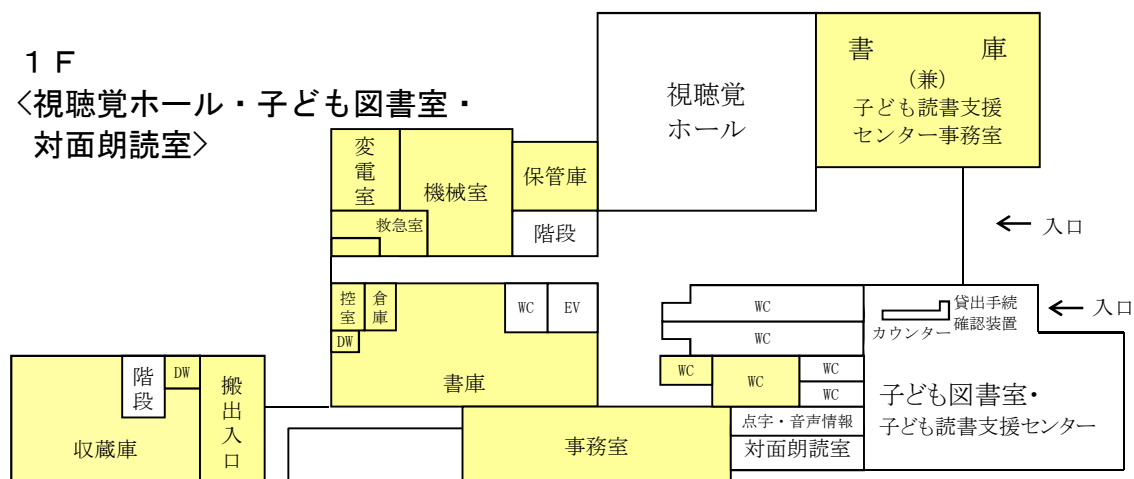 １Ｆ
<視聴覚ホール・子ども図書室・
対面朗読室>
視聴覚
ホール
書　庫
（兼）
子ども読書支援
センター事務室
変電室
機械室
保管庫
救急室
階段
← 入口
控室
倉庫
WC
EV
DW
書庫
WC
WC
WC
WC
WC
WC
カウンター
貸出手続
確認装置
← 入口
子ども図書室・
子ども読書支援センター
階段
DW
搬出入口
収蔵庫
事務室
点字・音声情報
対面朗読室